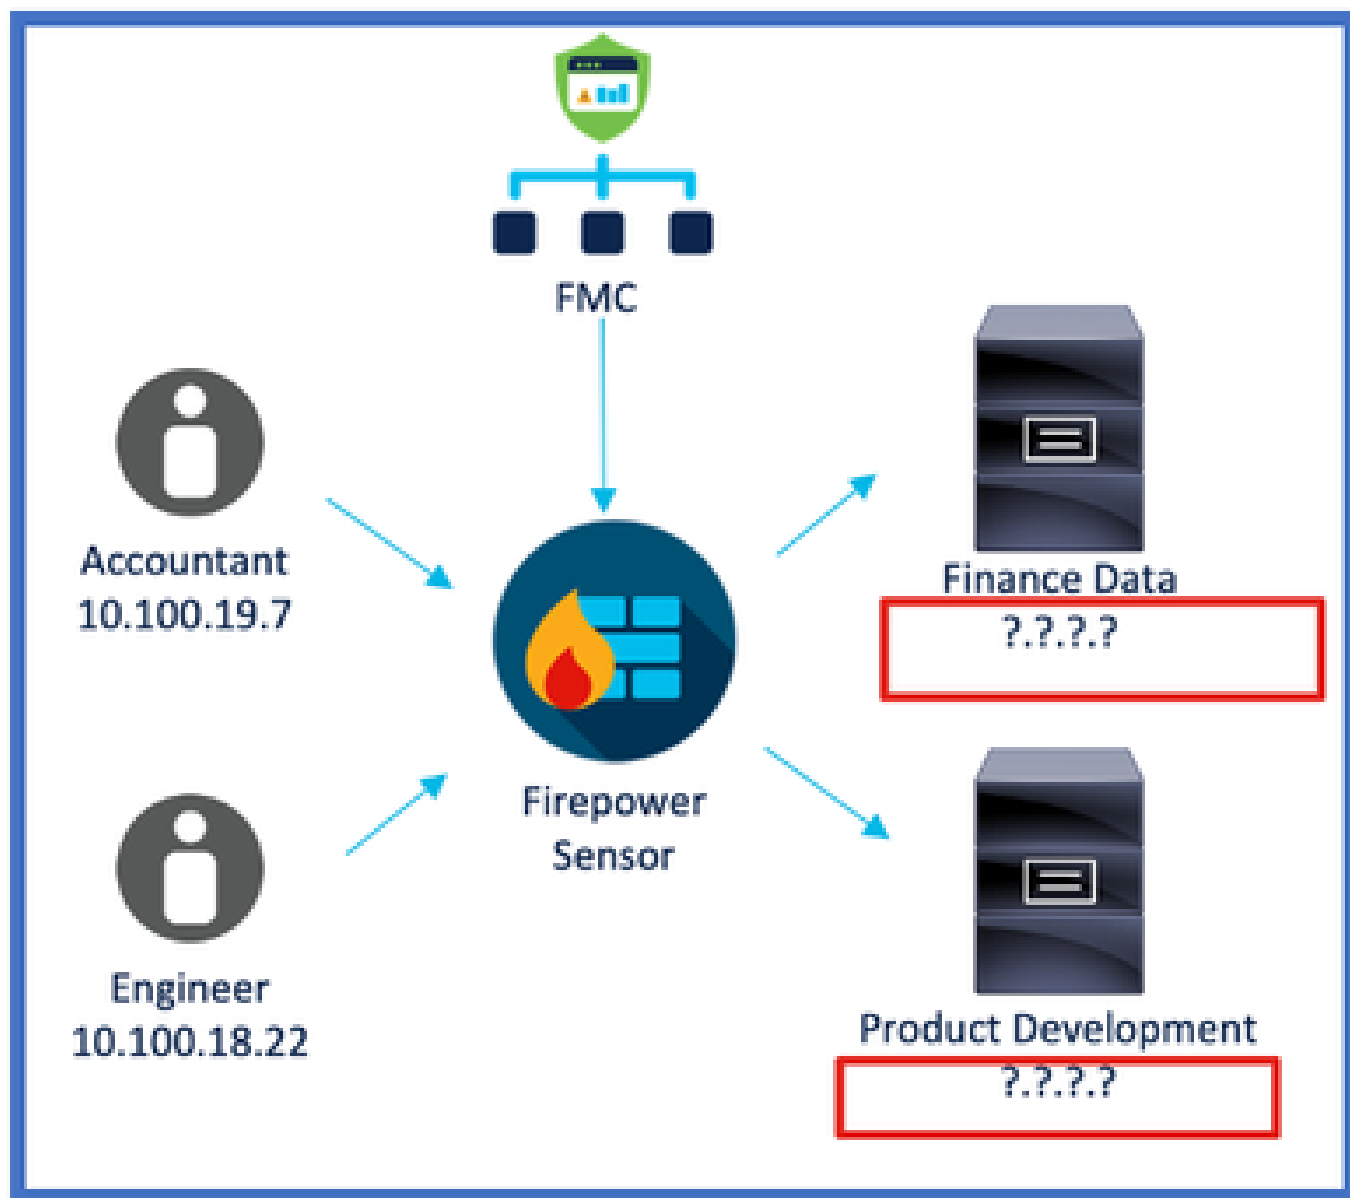 FMC
Accountant
10.100.19.7
Finance Data
?.?.?.?
Firepower
Sensor
Engineer
10.100.18.22
Product Development
?.?.?.?